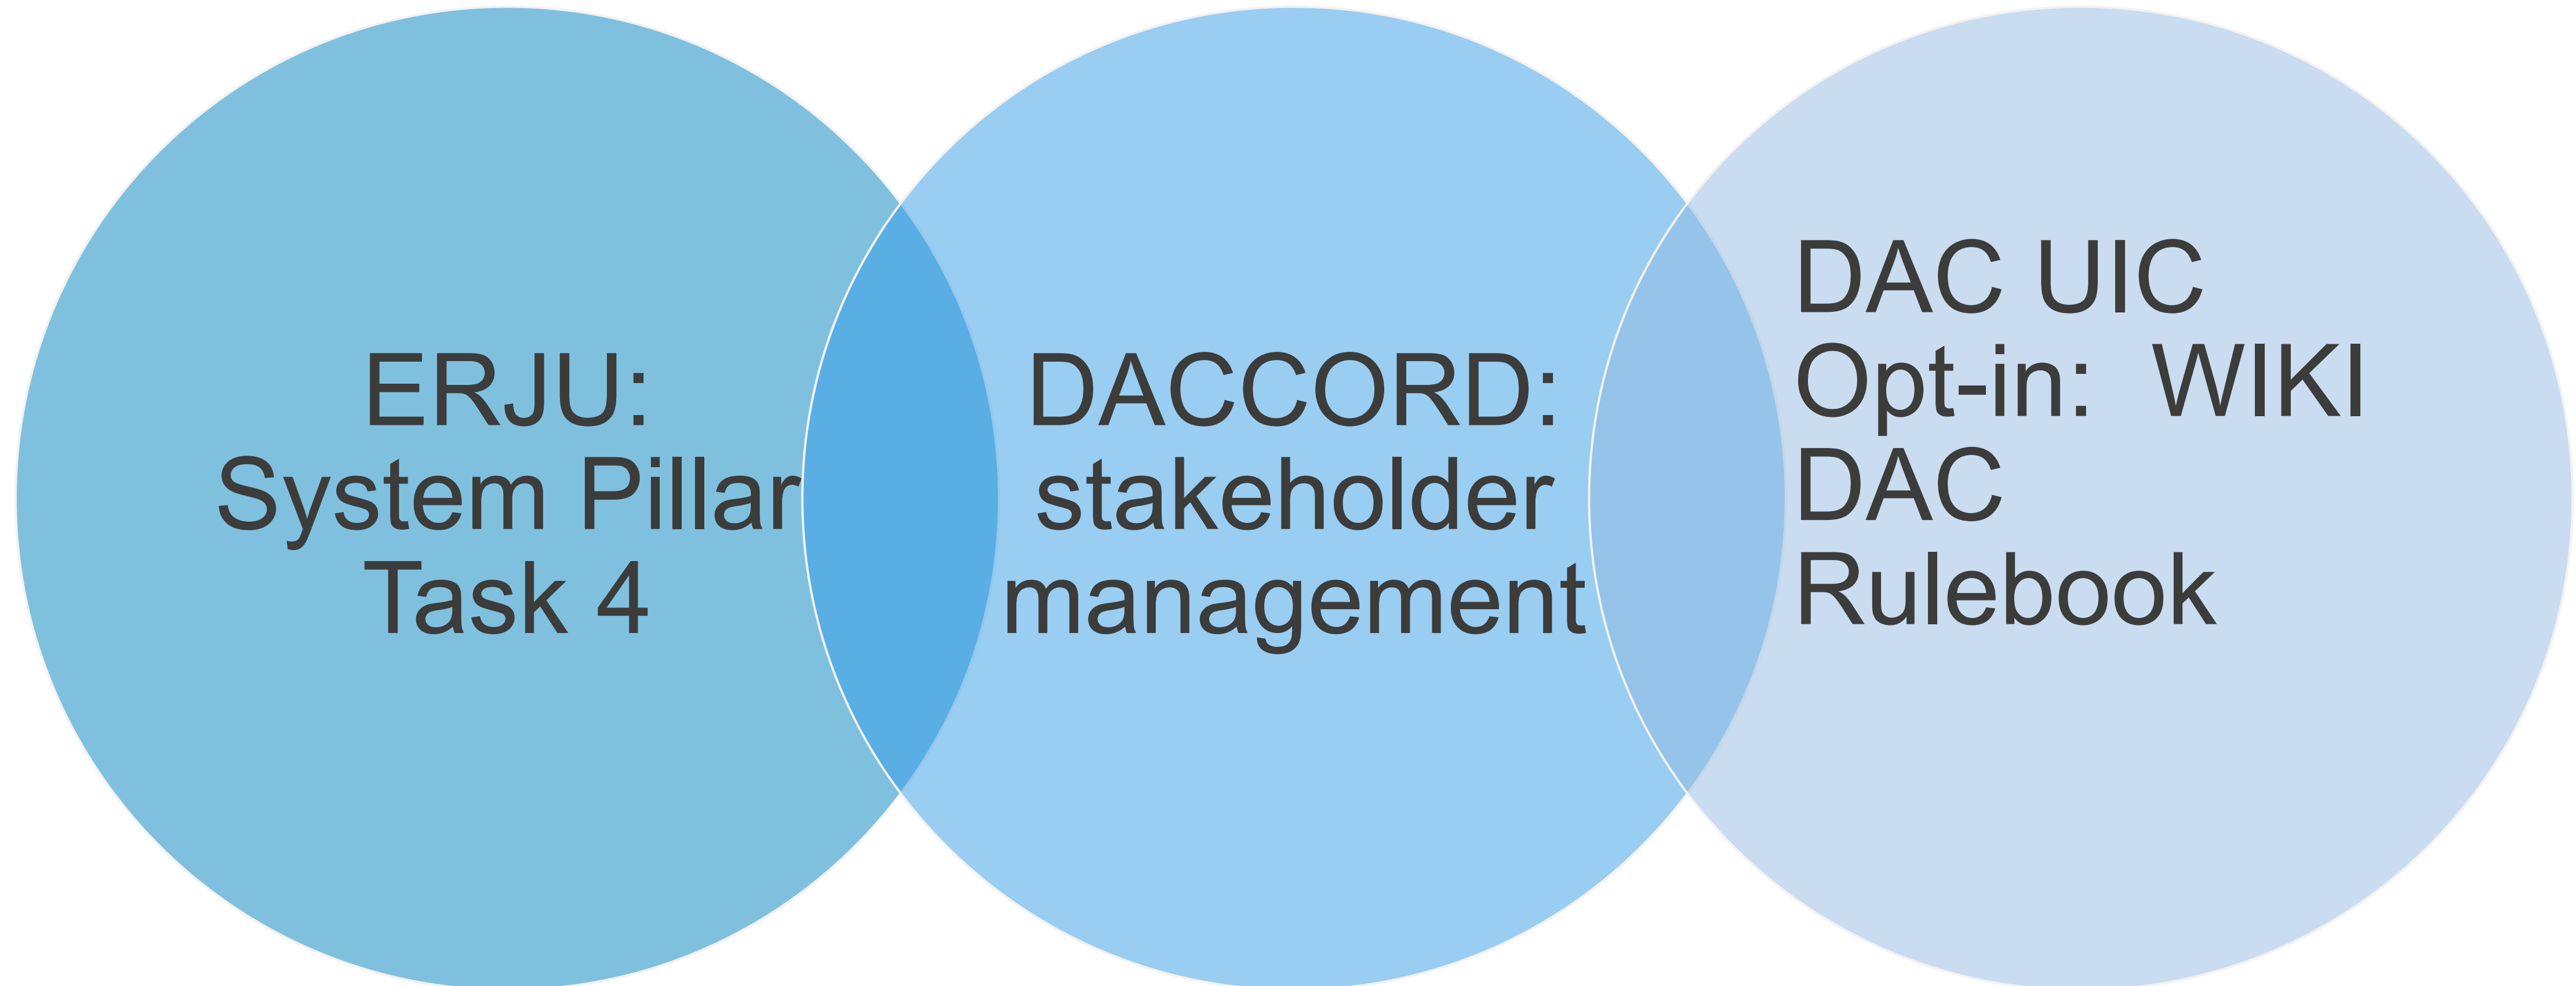 ERJU:
System Pillar
Task 4
DACCORD:
stakeholder
management
DAC UIC
Opt-in:  WIKI
DAC
Rulebook